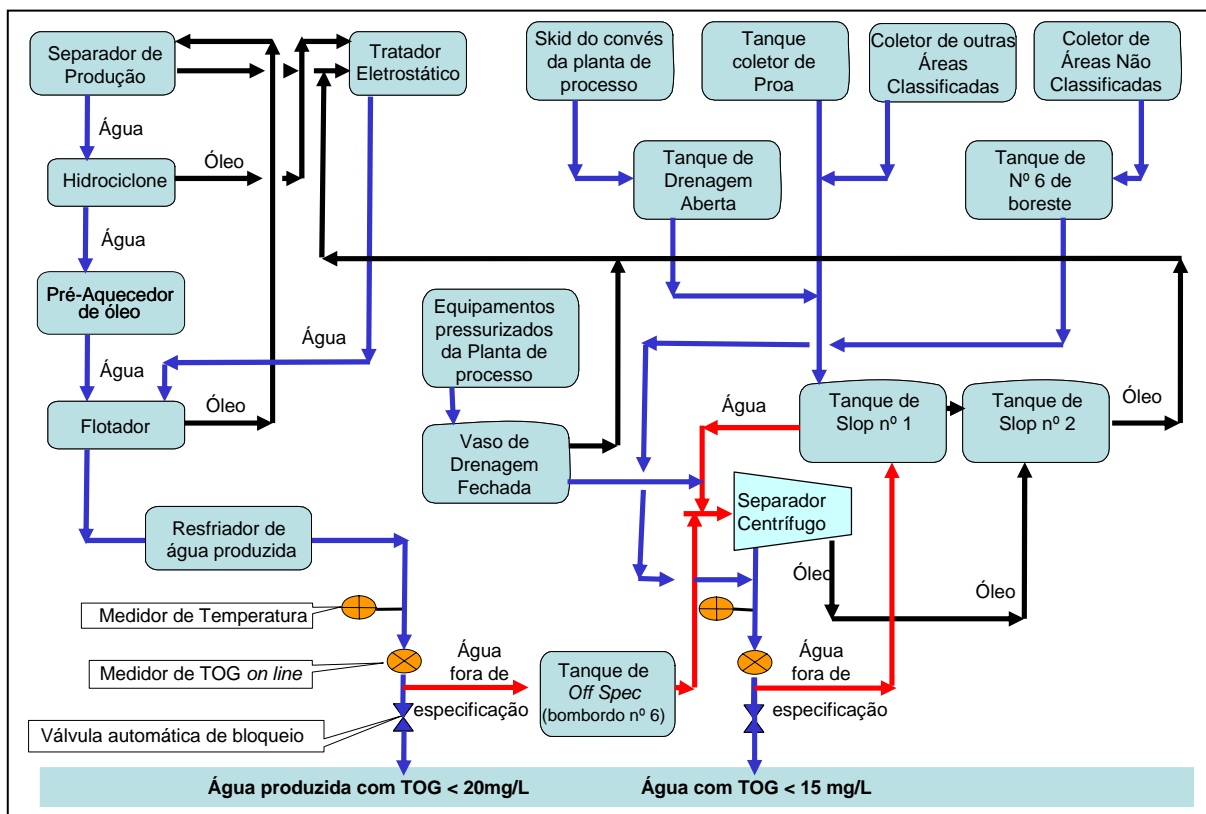 Separador de
Produção
Tratador
Eletrostático
Skid do convés
da planta de
processo
Tanque
coletor de
Proa
Coletor de outras
Áreas
Classificadas
Coletor de
Áreas Não
Classificadas
Água
Óleo
Hidrociclone
Tanque de
Drenagem
Aberta
Tanque de
Nº 6 de
boreste
Água
Pré-Aquecedor
de óleo
Equipamentos
pressurizados
da Planta de
processo
Água
Água
Óleo
Flotador
Água
Tanque de
Slop nº 1
Tanque de
Slop nº 2
Óleo
Vaso de
Drenagem
Fechada
Separador
Centrífugo
Resfriador de
água produzida
Óleo
Óleo
Medidor de Temperatura
Medidor de TOG on line
Água
fora de
especificação
Tanque de
Off Spec
(bombordo nº 6)
Água
fora de
especificação
Válvula automática de bloqueio
Água produzida com TOG < 20mg/L
Água com TOG < 15 mg/L